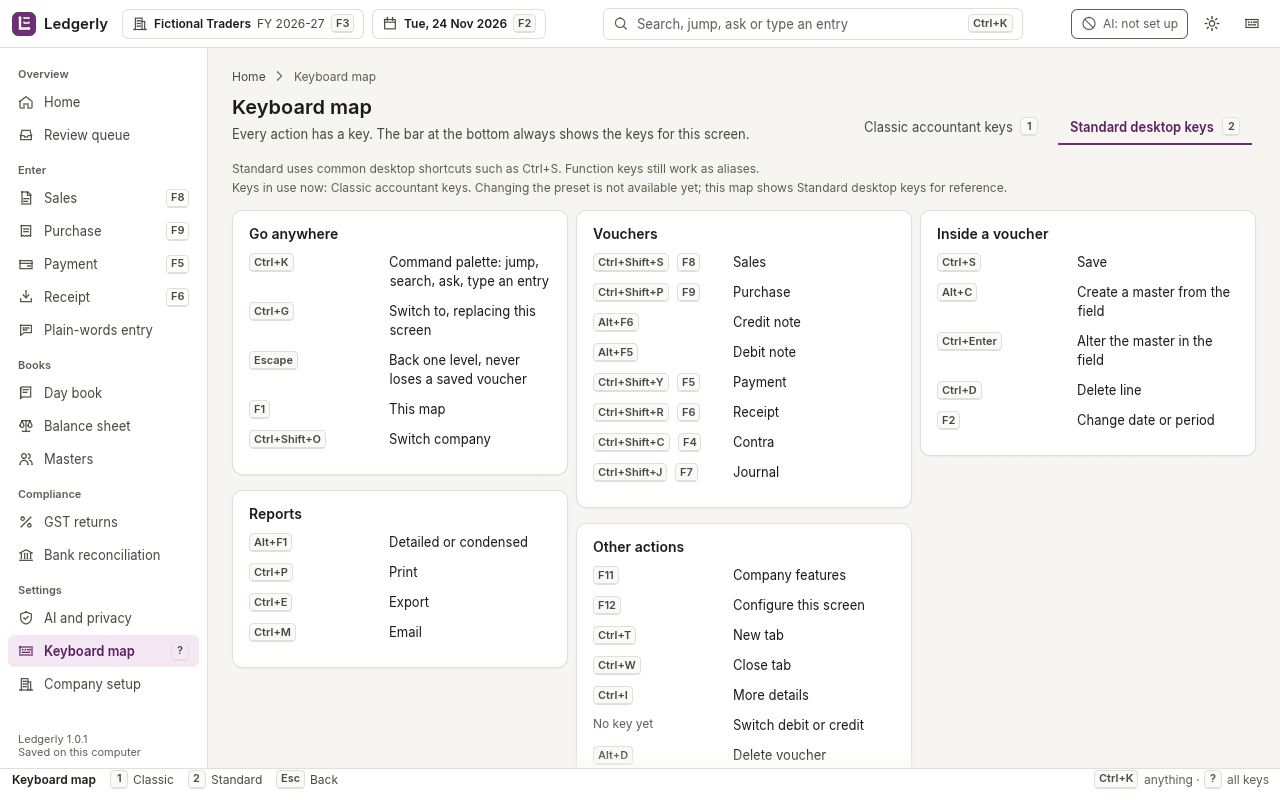 Ledgerly
Fictional Traders FY 2026-27 F3
Tue, 24 Nov 2026 F2
Search, jump, ask or type an entry Ctrl+K
AI: not set up
Overview
Home
Review queue
Enter
Sales F8
Purchase F9
Payment F5
Receipt F6
Plain-words entry
Books
Day book
Balance sheet
Masters
Compliance
GST returns
Bank reconciliation
Settings
AI and privacy
Keyboard map ?
Company setup
Ledgerly 1.0.1
Saved on this computer
Home > Keyboard map
Keyboard map
Every action has a key. The bar at the bottom always shows the keys for this screen.
Classic accountant keys 1
Standard desktop keys 2
Standard uses common desktop shortcuts such as Ctrl+S. Function keys still work as aliases.
Keys in use now: Classic accountant keys. Changing the preset is not available yet; this map shows Standard desktop keys for reference.
Go anywhere
Ctrl+K Command palette: jump,
search, ask, type an entry
Ctrl+G Switch to, replacing this
screen
Escape Back one level, never
loses a saved voucher
F1 This map
Ctrl+Shift+O Switch company
Reports
Alt+F1 Detailed or condensed
Ctrl+P Print
Ctrl+E Export
Ctrl+M Email
Vouchers
Ctrl+Shift+S F8 Sales
Ctrl+Shift+P F9 Purchase
Alt+F6 Credit note
Alt+F5 Debit note
Ctrl+Shift+Y F5 Payment
Ctrl+Shift+R F6 Receipt
Ctrl+Shift+C F4 Contra
Ctrl+Shift+J F7 Journal
Other actions
F11 Company features
F12 Configure this screen
Ctrl+T New tab
Ctrl+W Close tab
Ctrl+I More details
No key yet Switch debit or credit
Alt+D Delete voucher
Inside a voucher
Ctrl+S Save
Alt+C Create a master from the
field
Ctrl+Enter Alter the master in the
field
Ctrl+D Delete line
F2 Change date or period
Keyboard map 1 Classic 2 Standard Esc Back
Ctrl+K anything · ? all keys